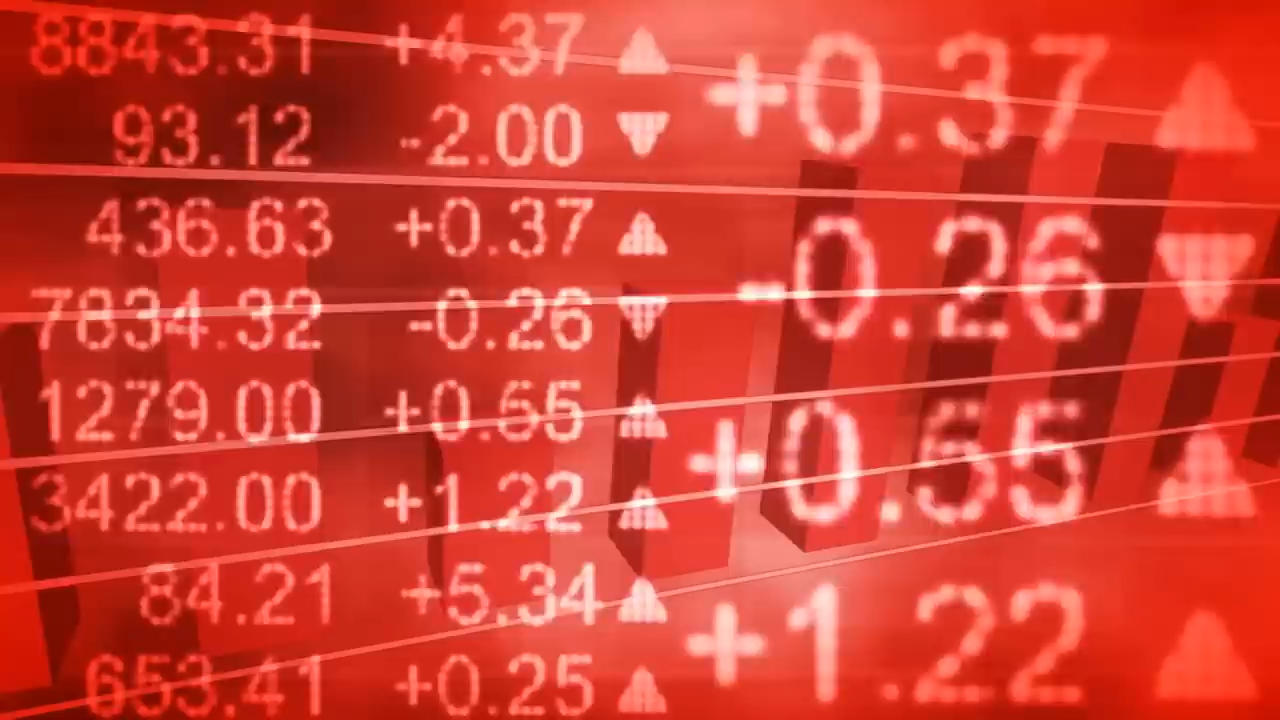 8843.31 +4.37 ▲
93.12 -2.00 ▼
436.63 +0.37 ▲
7834.32 -0.26 ▼
1279.00 +0.55 ▲
3422.00 +1.22 ▲
84.21 +5.34 ▲
653.41 +0.25 ▲
+0.37 ▲
-0.26 ▼
+0.55 ▲
+1.22 ▲